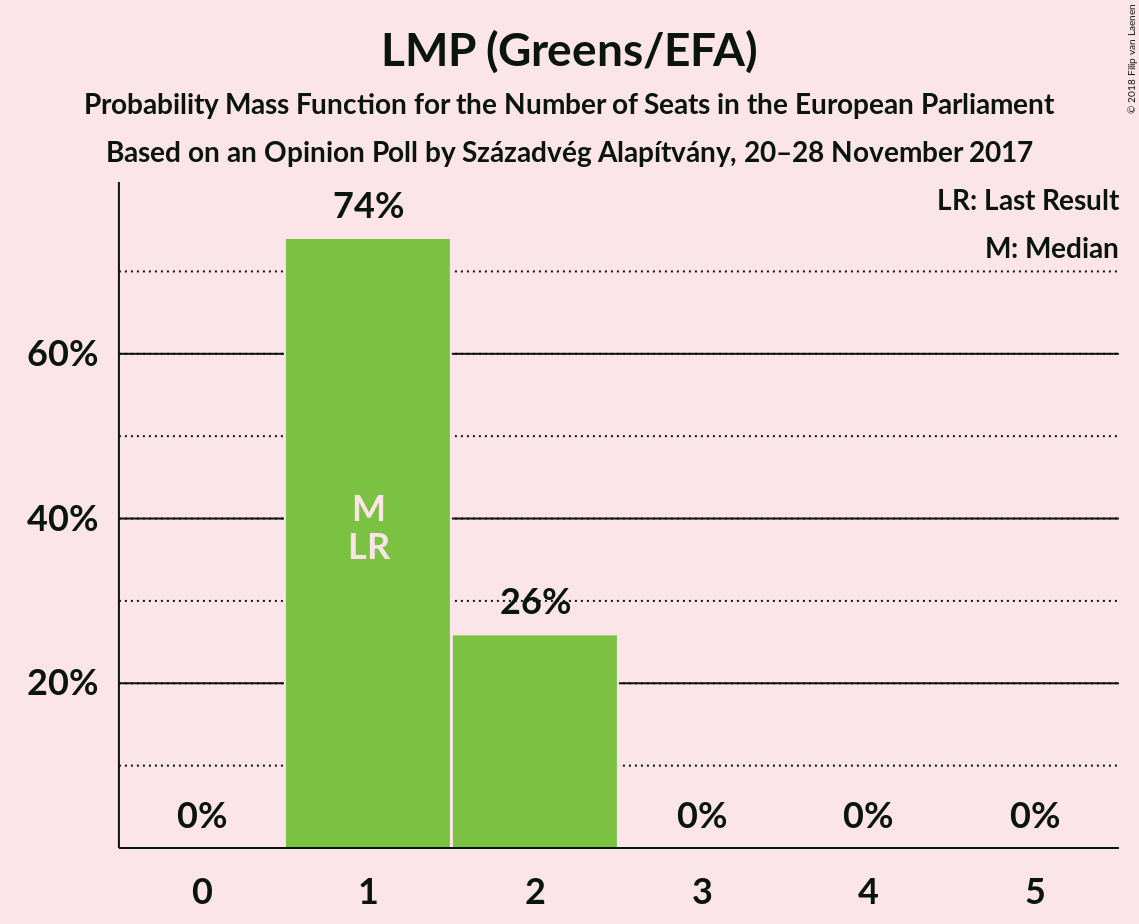 LMP (Greens/EFA)
Probability Mass Function for the Number of Seats in the European Parliament
Based on an Opinion Poll by Századvég Alapítvány, 20–28 November 2017
© 2018 Filip van Laenen
LR: Last Result
M: Median
74%
60%
40%
20%
M
LR
26%
0%
0%
0%
0%
0 1 2 3 4 5